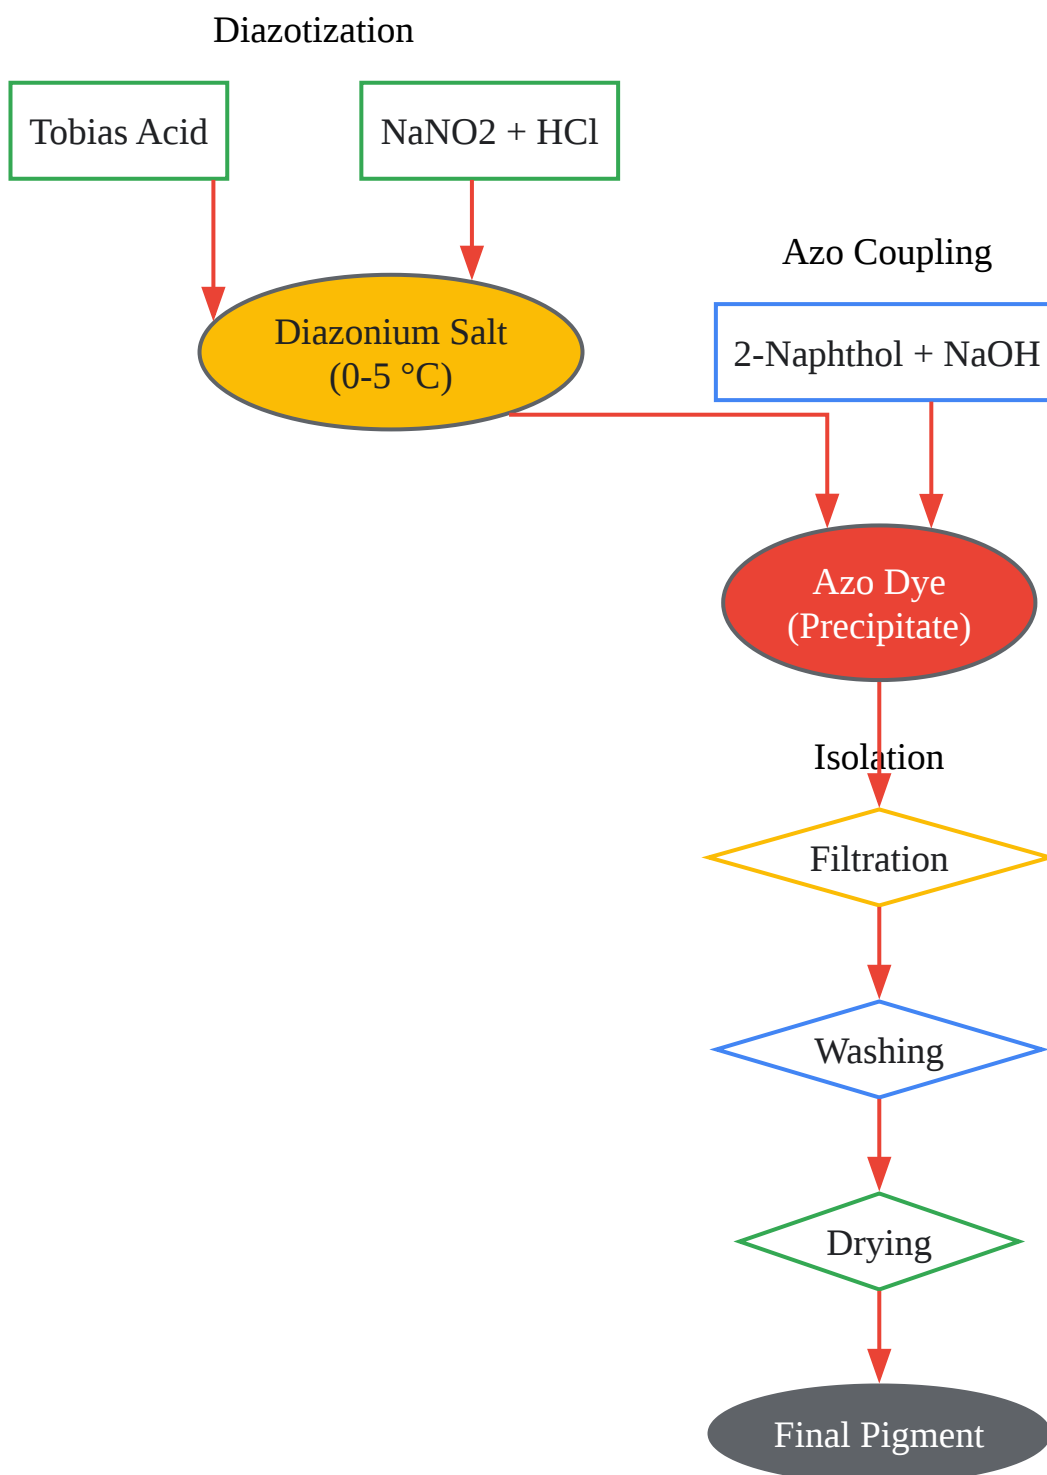 Diazotization
Tobias Acid
NaNO2 + HCl
Diazonium Salt
(0-5 °C)
Azo Coupling
2-Naphthol + NaOH
Azo Dye
(Precipitate)
Isolation
Filtration
Washing
Drying
Final Pigment